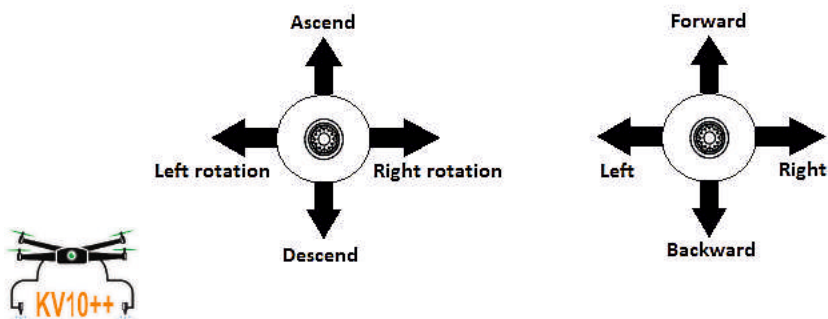 Ascend
Left rotation
Right rotation
Descend
Forward
Left
Right
Backward
KV10++